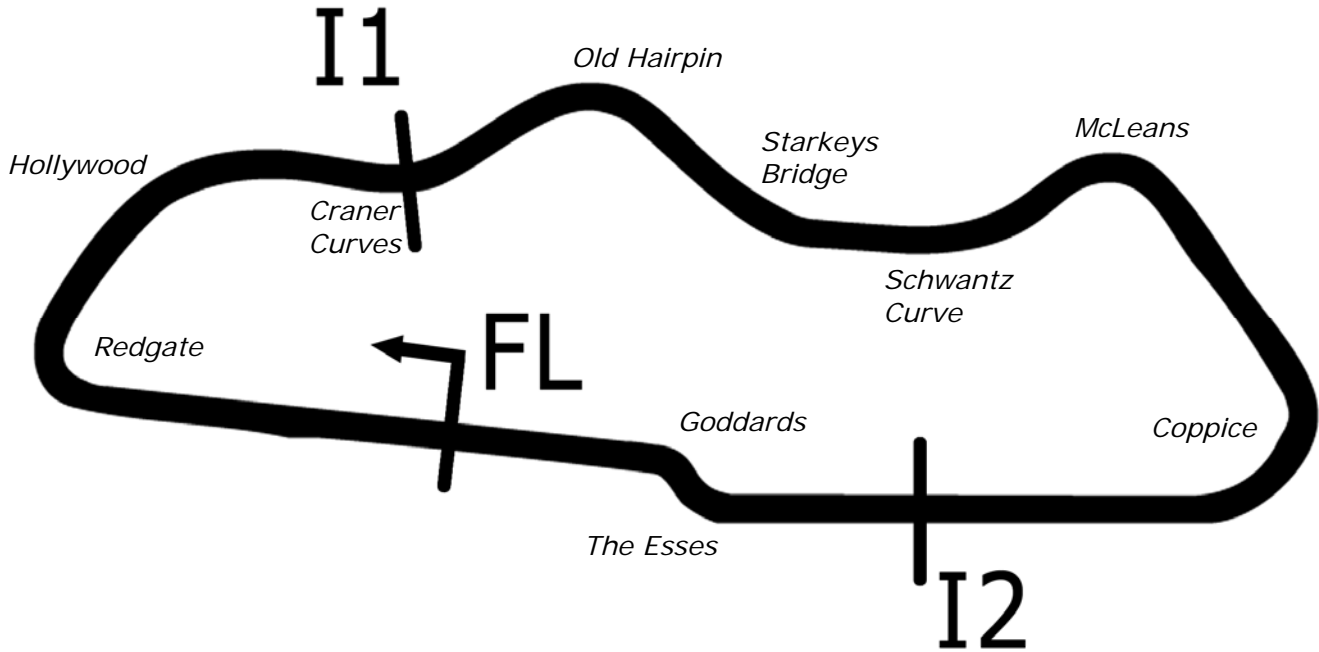 I1
Old Hairpin
McLeans
Starkeys
Bridge
Hollywood
Craner
Curves
Schwantz
Curve
FL
Redgate
Goddards
Coppice
The Esses
I2